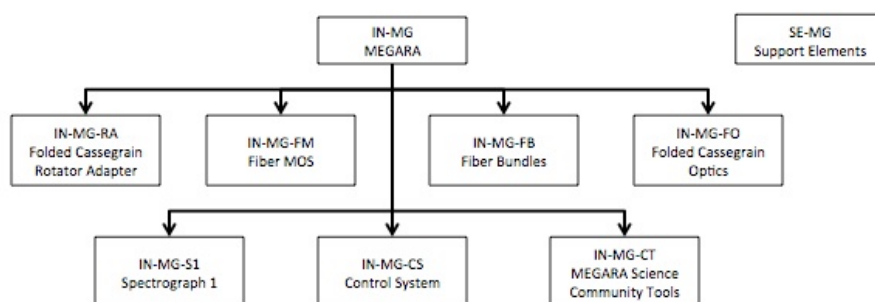 IN-MG
MEGARA
SE-MG
Support Elements
IN-MG-RA
Folded Cassegrain
Rotator Adapter
IN-MG-FM
Fiber MOS
IN-MG-FB
Fiber Bundles
IN-MG-FO
Folded Cassegrain
Optics
IN-MG-S1
Spectrograph 1
IN-MG-CS
Control System
IN-MG-CT
MEGARA Science
Community Tools